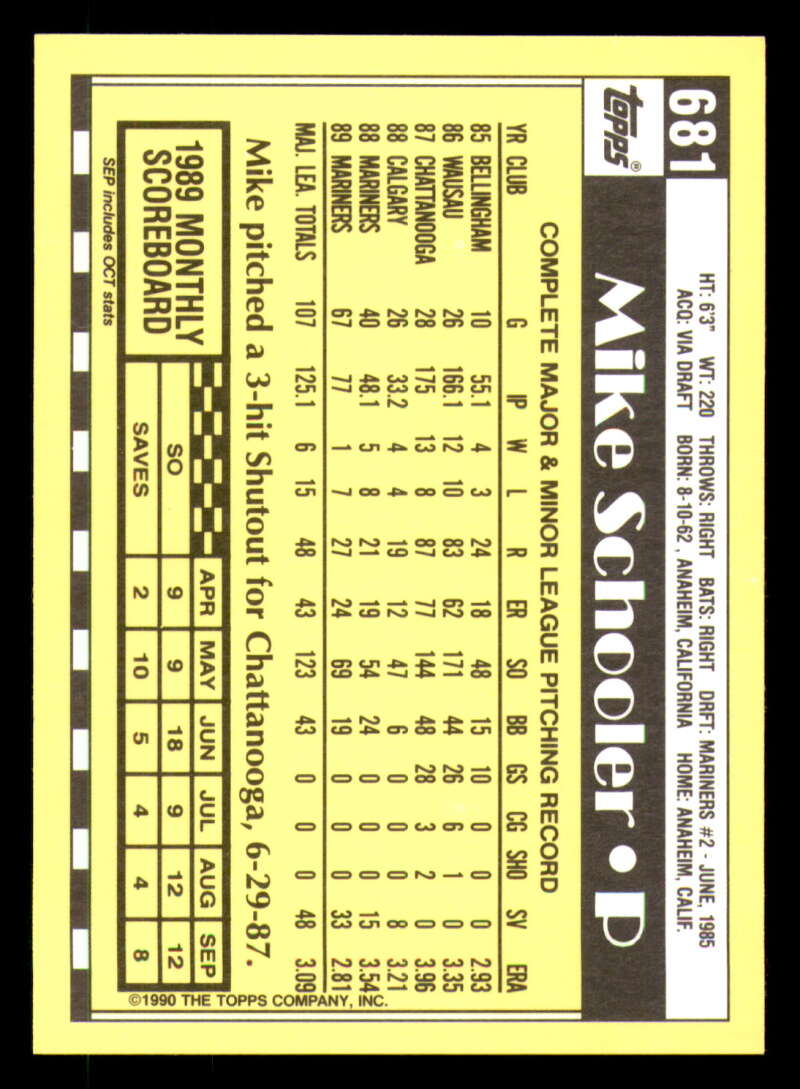 681
HT: 6'3" WT: 220 THROWS: RIGHT BATS: RIGHT DRFT: MARINERS #2 - JUNE, 1985
ACQ: VIA DRAFT BORN: 8-10-62, ANAHEIM, CALIFORNIA HOME: ANAHEIM, CALIF.
TOPPS®
Mike Schooler • P
COMPLETE MAJOR & MINOR LEAGUE PITCHING RECORD
YR CLUB G IP W L R ER SO BB GS CG SHO SV ERA
85 BELLINGHAM 10 55.1 4 3 24 18 48 15 10 0 0 0 2.93
86 WAUSAU 26 166.1 12 10 83 62 171 44 26 6 1 0 3.35
87 CHATTANOOGA 28 175 13 8 87 77 144 48 28 3 2 0 3.96
88 CALGARY 26 33.2 4 4 19 12 47 6 0 0 0 8 3.21
88 MARINERS 40 48.1 5 8 21 19 54 24 0 0 0 15 3.54
89 MARINERS 67 77 1 7 27 24 69 19 0 0 0 33 2.81
MAJ. LEA. TOTALS 107 125.1 6 15 48 43 123 43 0 0 0 48 3.09
Mike pitched a 3-hit Shutout for Chattanooga, 6-29-87.
1989 MONTHLY
SCOREBOARD
APR MAY JUN JUL AUG SEP
SO 9 9 18 9 12 12
SAVES 2 10 5 4 4 8
SEP includes OCT stats
©1990 THE TOPPS COMPANY, INC.